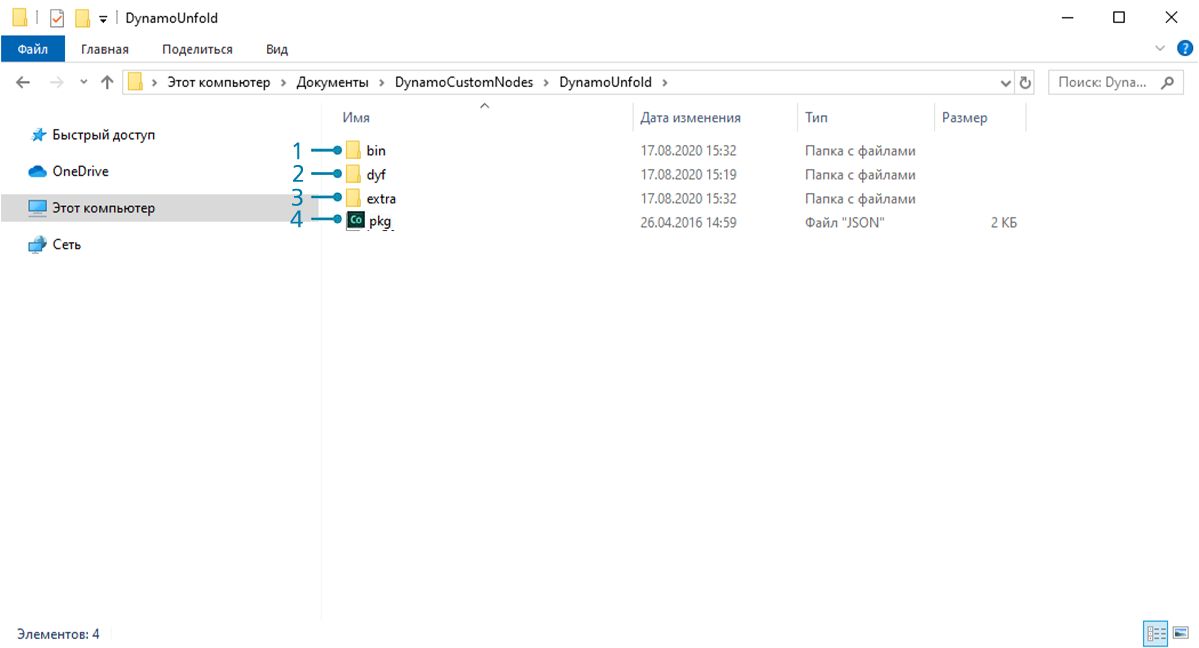 DynamoUnfold
Файл Главная Поделиться Вид
Этот компьютер Документы DynamoCustomNodes DynamoUnfold Поиск: Dyna...
Имя Дата изменения Тип Размер
Быстрый доступ
OneDrive
Этот компьютер
Сеть
1 bin 17.08.2020 15:32 Папка с файлами
2 dyf 17.08.2020 15:19 Папка с файлами
3 extra 17.08.2020 15:32 Папка с файлами
4 Co pkg 26.04.2016 14:59 Файл "JSON" 2 КБ
Элементов: 4